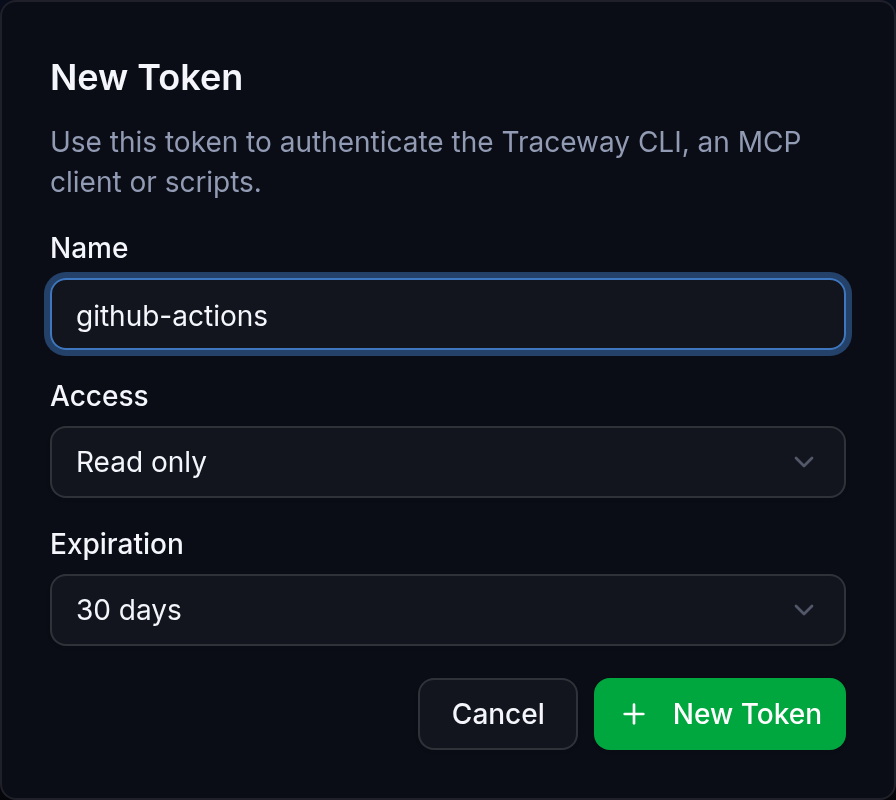 New Token
Use this token to authenticate the Traceway CLI, an MCP
client or scripts.
Name
github-actions
Access
Read only
Expiration
30 days
Cancel
New Token